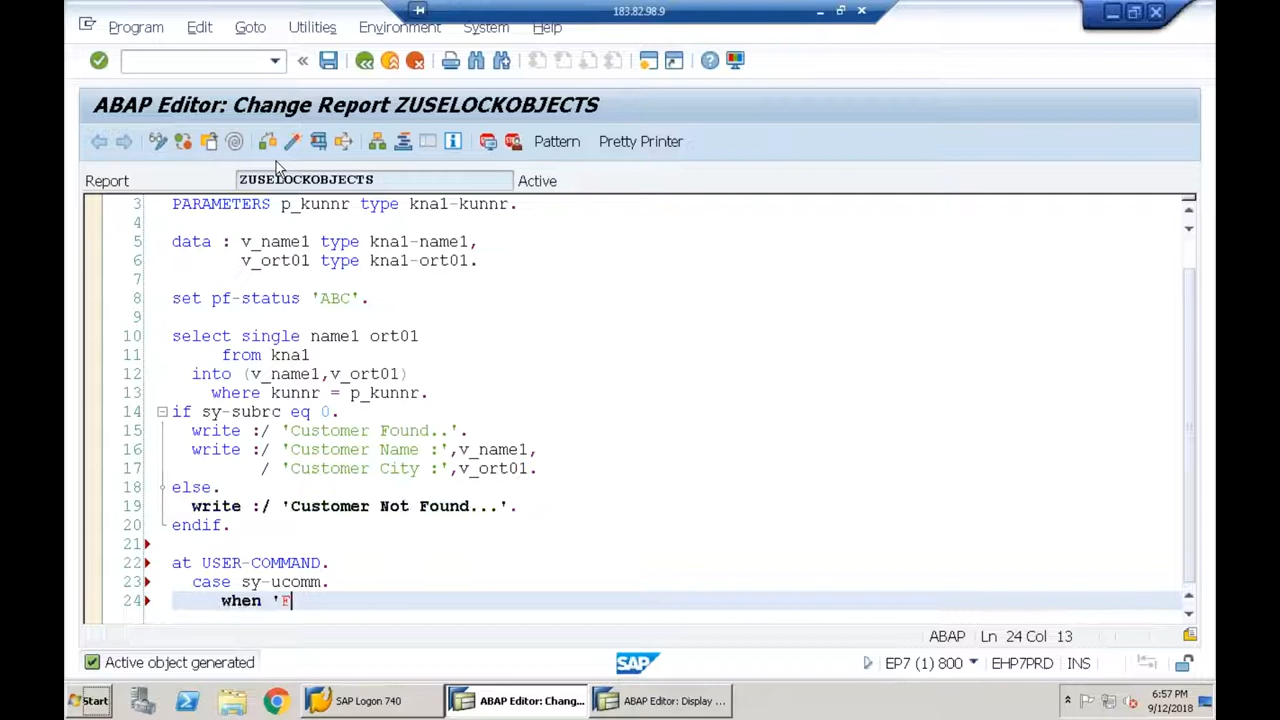 183.82.98.9
Program Edit Goto Utilities Environment System Help
ABAP Editor: Change Report ZUSELOCKOBJECTS
Pattern Pretty Printer
Report ZUSELOCKOBJECTS Active
3 PARAMETERS p_kunnr type kna1-kunnr.
4
5 data : v_name1 type kna1-name1,
6 v_ort01 type kna1-ort01.
7
8 set pf-status 'ABC'.
9
10 select single name1 ort01
11 from kna1
12 into (v_name1,v_ort01)
13 where kunnr = p_kunnr.
14 if sy-subrc eq 0.
15 write :/ 'Customer Found..'.
16 write :/ 'Customer Name :',v_name1,
17 / 'Customer City :',v_ort01.
18 else.
19 write :/ 'Customer Not Found...'.
20 endif.
21
22 at USER-COMMAND.
23 case sy-ucomm.
24 when 'F
ABAP Ln 24 Col 13
Active object generated SAP EP7 (1) 800 EHP7PRD INS
Start SAP Logon 740 ABAP Editor: Chang... ABAP Editor: Display ... 6:57 PM
9/12/2018